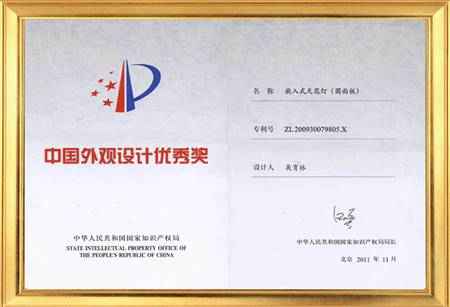 中国外观设计优秀奖
中华人民共和国国家知识产权局
STATE INTELLECTUAL PROPERTY OFFICE OF
THE PEOPLE'S REPUBLIC OF CHINA
名 称 嵌入式天花灯（圆面板）
专利号 ZL 200930079805.X
设计人 吴育林
中华人民共和国国家知识产权局局长
北京 2011 年 11月